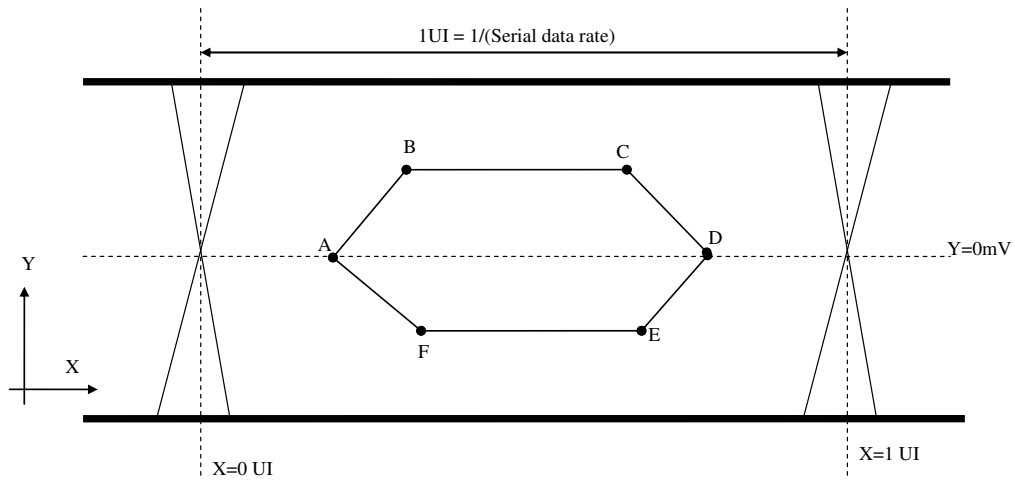 1UI = 1/(Serial data rate)
B
C
A
D
Y=0mV
Y
F
E
X
X=0 UI
X=1 UI